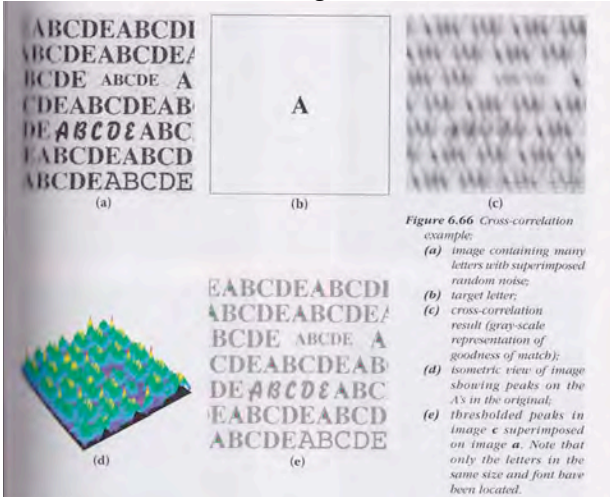 ABCDEABCDI
ABCDEABCDE
BCDE ABCDE A
CDEABCDEAB
DE ABCDE ABC
EABCDEABCD
ABCDEABCDE
(a)
A
(b)
(c)
Figure 6.66 Cross-correlation
example:
(a) image containing many
letters with superimposed
random noise;
(b) target letter;
(c) cross-correlation
result (gray-scale
representation of
goodness of match);
(d) isometric view of image
showing peaks on the
A's in the original;
(e) thresholded peaks in
image c superimposed
on image a. Note that
only the letters in the
same size and font have
been located.
EABCDEABCDI
ABCDEABCDE
BCDE ABCDE A
CDEABCDEAB
DE ABCDE ABC
EABCDEABCD
ABCDEABCDE
(d)
(e)